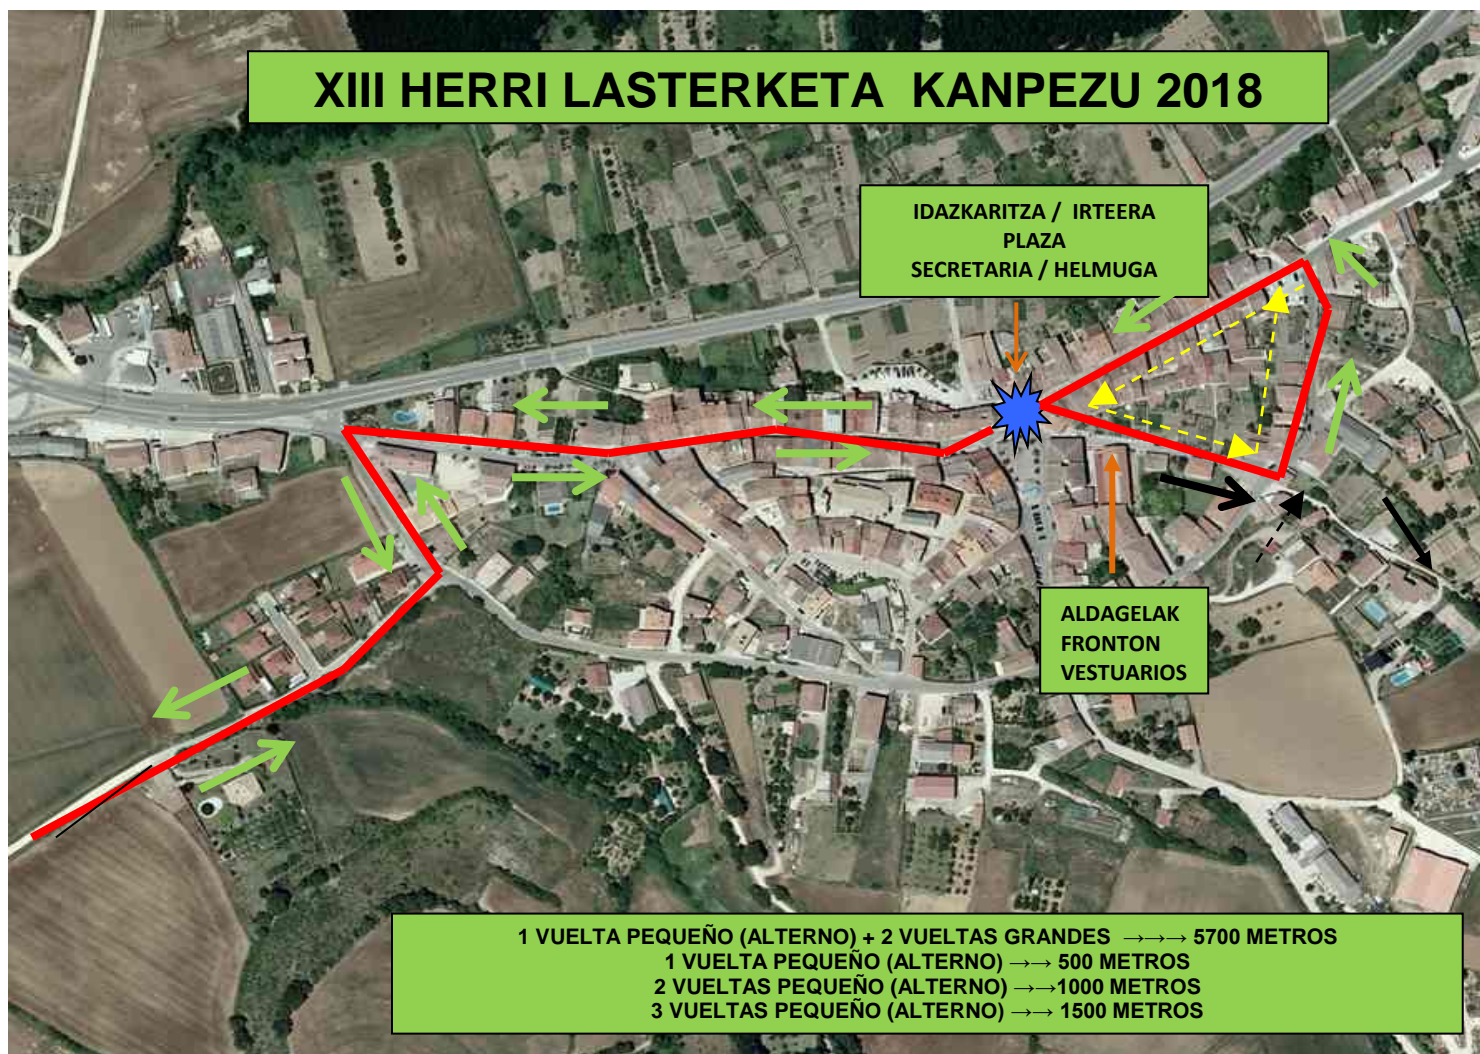 XIII HERRI LASTERKETA KANPEZU 2018
IDAZKARITZA / IRTEERA
PLAZA
SECRETARIA / HELMUGA
ALDAGELAK
FRONTON
VESTUARIOS
1 VUELTA PEQUEÑO (ALTERNO) + 2 VUELTAS GRANDES →→→ 5700 METROS
1 VUELTA PEQUEÑO (ALTERNO) →→ 500 METROS
2 VUELTAS PEQUEÑO (ALTERNO) →→1000 METROS
3 VUELTAS PEQUEÑO (ALTERNO) →→ 1500 METROS